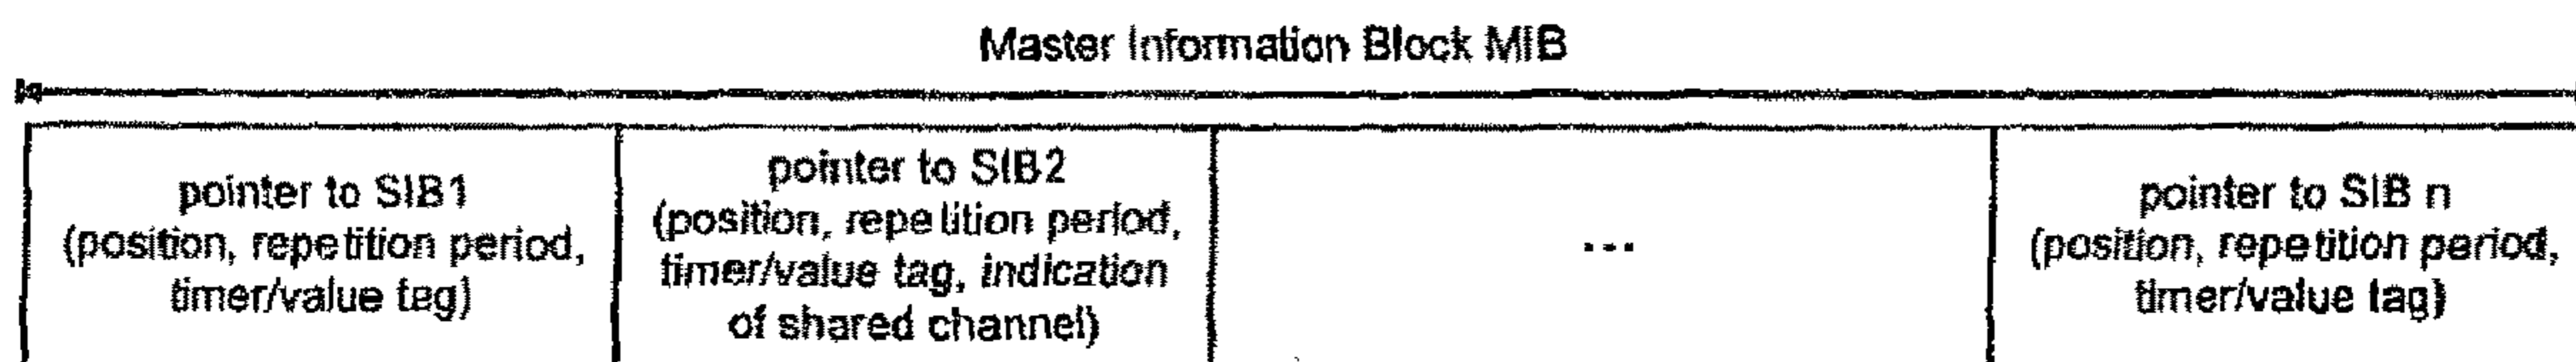 Master Information Block MIB
pointer to SIB1
(position, repetition period,
timer/value tag)
pointer to SIB2
(position, repetition period,
timer/value tag, indication
of shared channel)
...
pointer to SIB n
(position, repetition period,
timer/value tag)